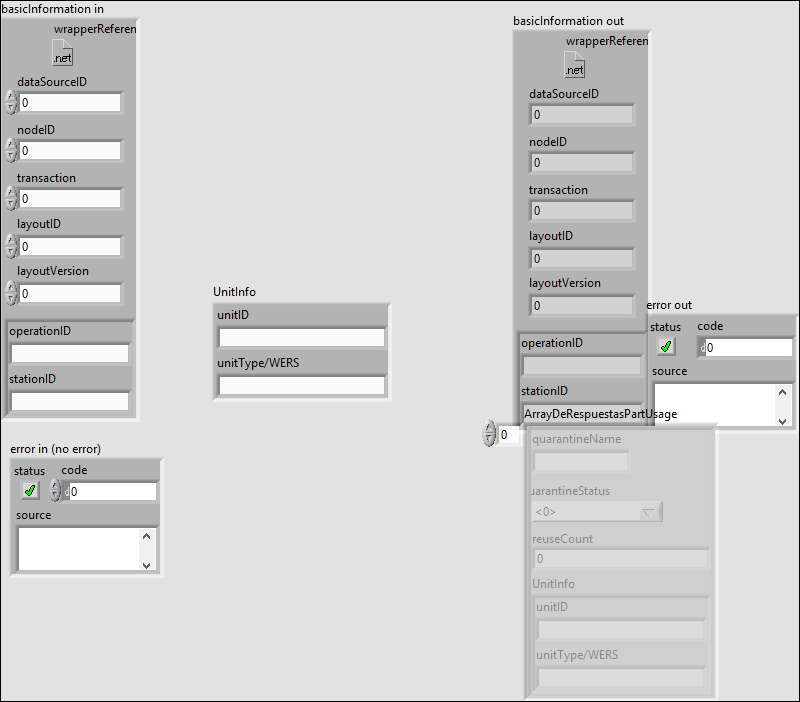 basicInformation in
wrapperReferen
.net
dataSourceID
0
nodeID
0
transaction
0
layoutID
0
layoutVersion
0
operationID
stationID
error in (no error)
status code
d0
source
UnitInfo
unitID
unitType/WERS
basicInformation out
wrapperReferen
.net
dataSourceID
0
nodeID
0
transaction
0
layoutID
0
layoutVersion
0
operationID
stationID
error out
status code
d0
source
ArrayDeRespuestasPartUsage
0
quarantineName
uarantineStatus
<0>
reuseCount
0
UnitInfo
unitID
unitType/WERS